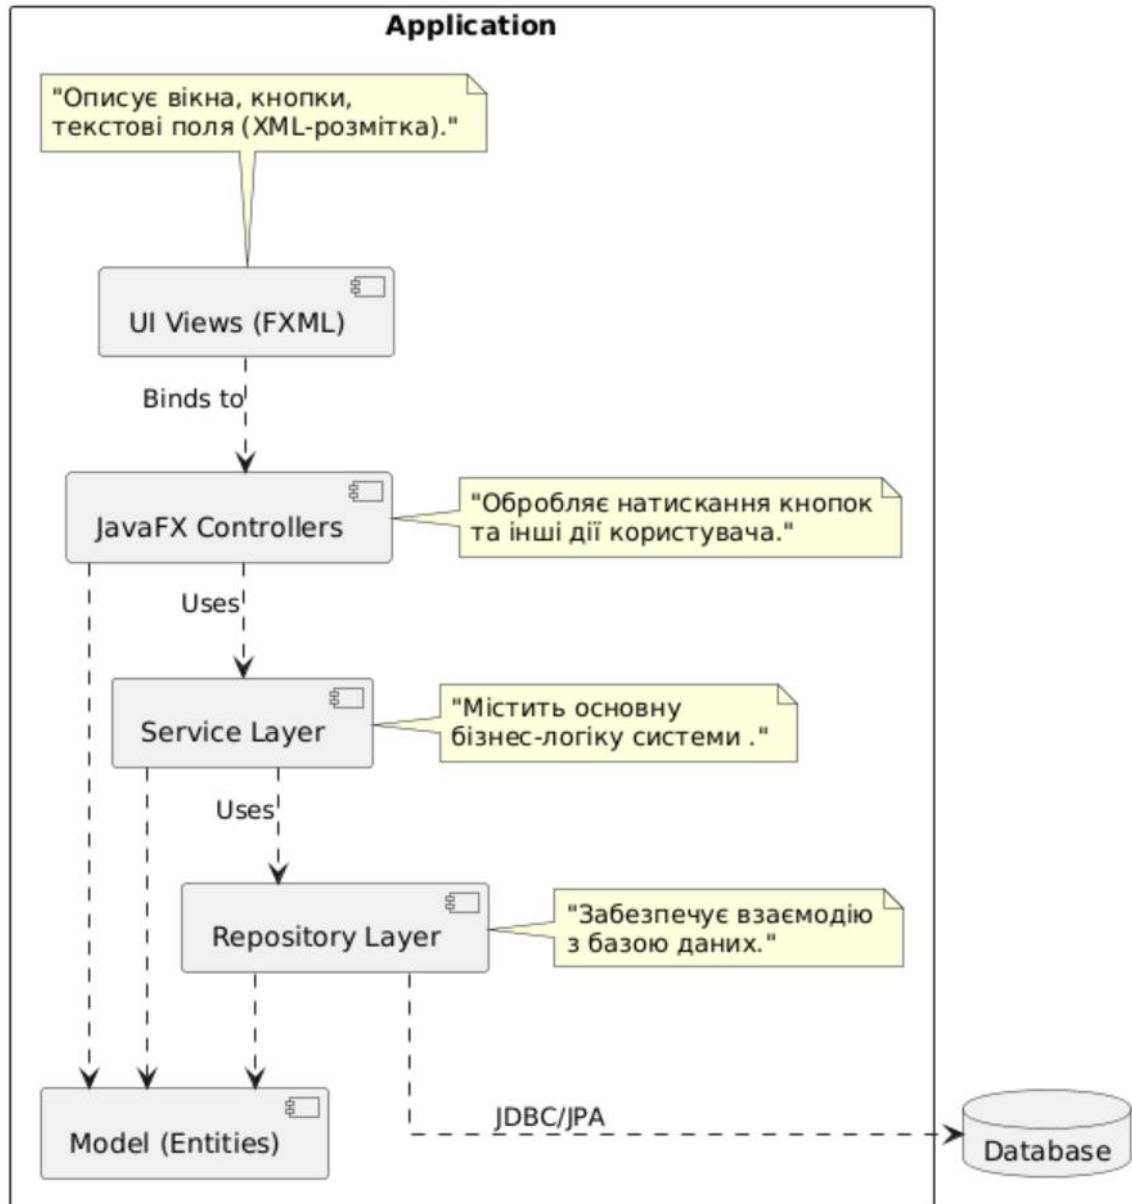 Application
"Описує вікна, кнопки,
текстові поля (XML-розмітка)."
UI Views (FXML)
Binds to
JavaFX Controllers
"Обробляє натискання кнопок
та інші дії користувача."
Uses
Service Layer
"Містить основну
бізнес-логіку системи ."
Uses
Repository Layer
"Забезпечує взаємодію
з базою даних."
JDBC/JPA
Model (Entities)
Database